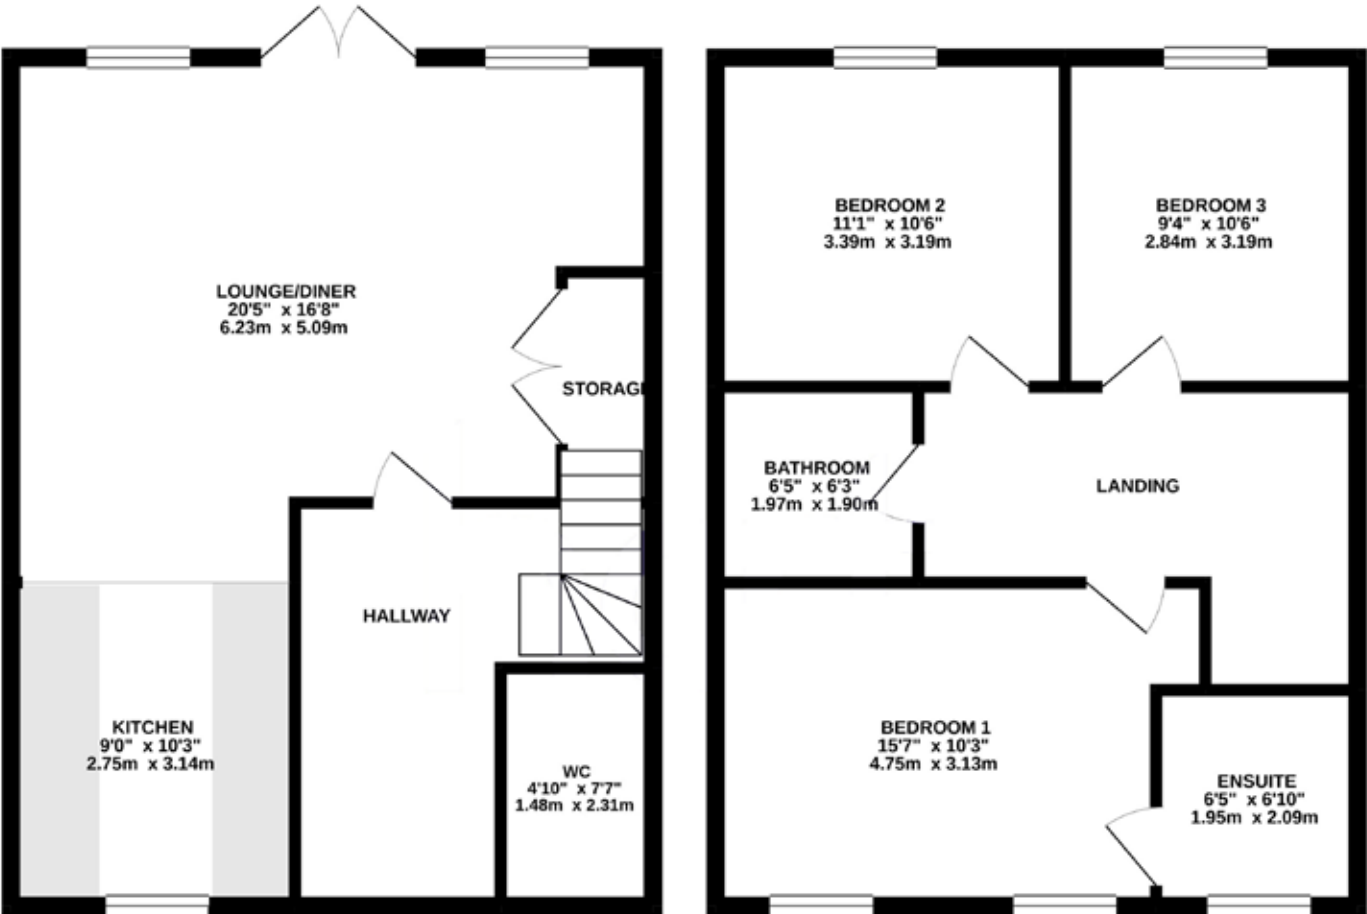 LOUNGE/DINER
20'5" x 16'8"
6.23m x 5.09m
STORAGE
HALLWAY
KITCHEN
9'0" x 10'3"
2.75m x 3.14m
WC
4'10" x 7'7"
1.48m x 2.31m
BEDROOM 2
11'1" x 10'6"
3.39m x 3.19m
BEDROOM 3
9'4" x 10'6"
2.84m x 3.19m
BATHROOM
6'5" x 6'3"
1.97m x 1.90m
LANDING
BEDROOM 1
15'7" x 10'3"
4.75m x 3.13m
ENSUITE
6'5" x 6'10"
1.95m x 2.09m